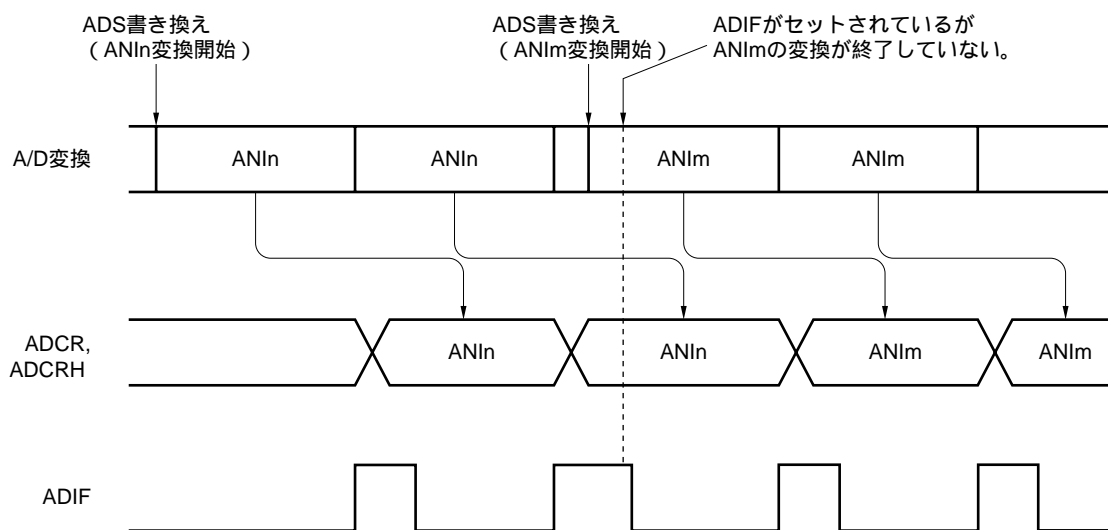 ADS書き換え
（ANIn変換開始）
ADS書き換え
（ANIm変換開始）
ADIFがセットされているが
ANImの変換が終了していない。
A/D変換
ANIn
ANIn
ANIm
ANIm
ADCR,
ADCRH
ANIn
ANIn
ANIm
ANIm
ADIF